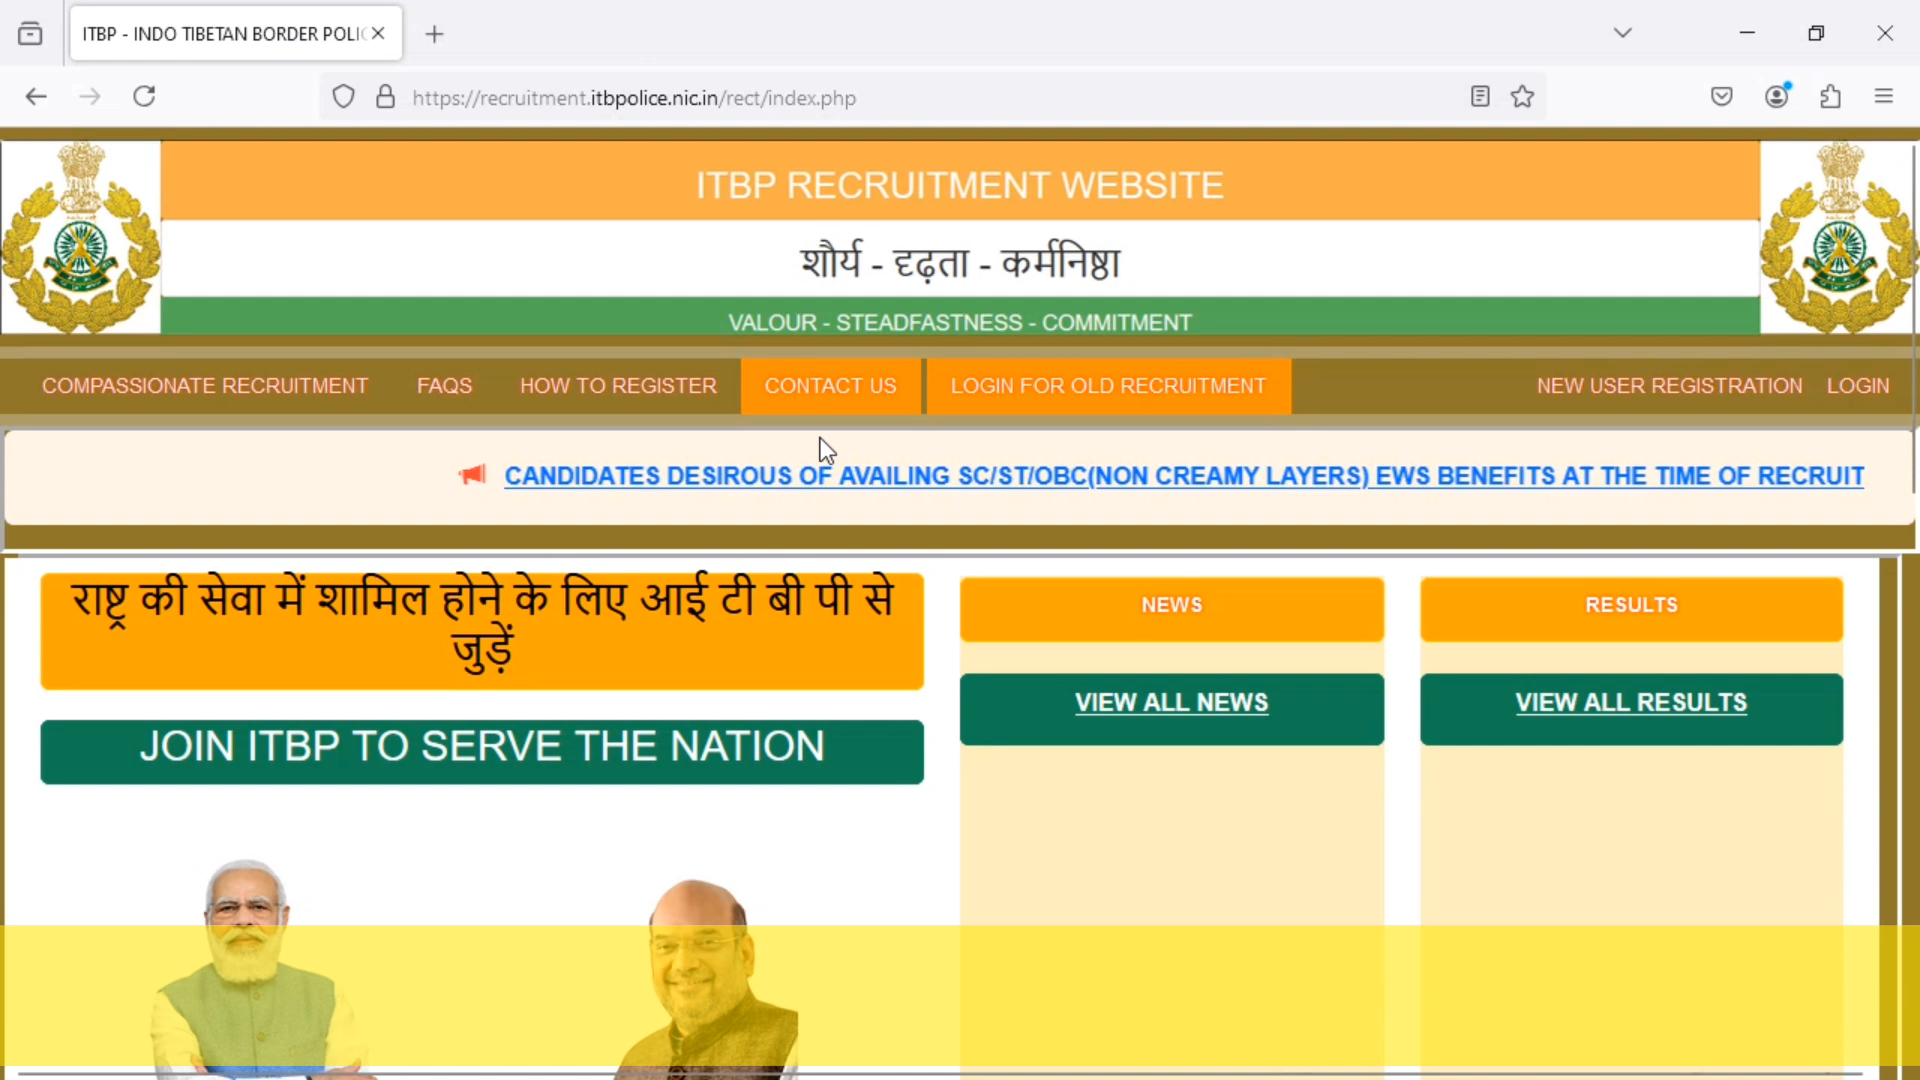 ITBP - INDO TIBETAN BORDER POLI
https://recruitment.itbpolice.nic.in/rect/index.php
ITBP RECRUITMENT WEBSITE
शौर्य - दृढ़ता - कर्मनिष्ठा
VALOUR - STEADFASTNESS - COMMITMENT
COMPASSIONATE RECRUITMENT FAQS HOW TO REGISTER CONTACT US LOGIN FOR OLD RECRUITMENT NEW USER REGISTRATION LOGIN
CANDIDATES DESIROUS OF AVAILING SC/ST/OBC(NON CREAMY LAYERS) EWS BENEFITS AT THE TIME OF RECRUIT
राष्ट्र की सेवा में शामिल होने के लिए आई टी बी पी से
जुड़ें
JOIN ITBP TO SERVE THE NATION
NEWS
VIEW ALL NEWS
RESULTS
VIEW ALL RESULTS